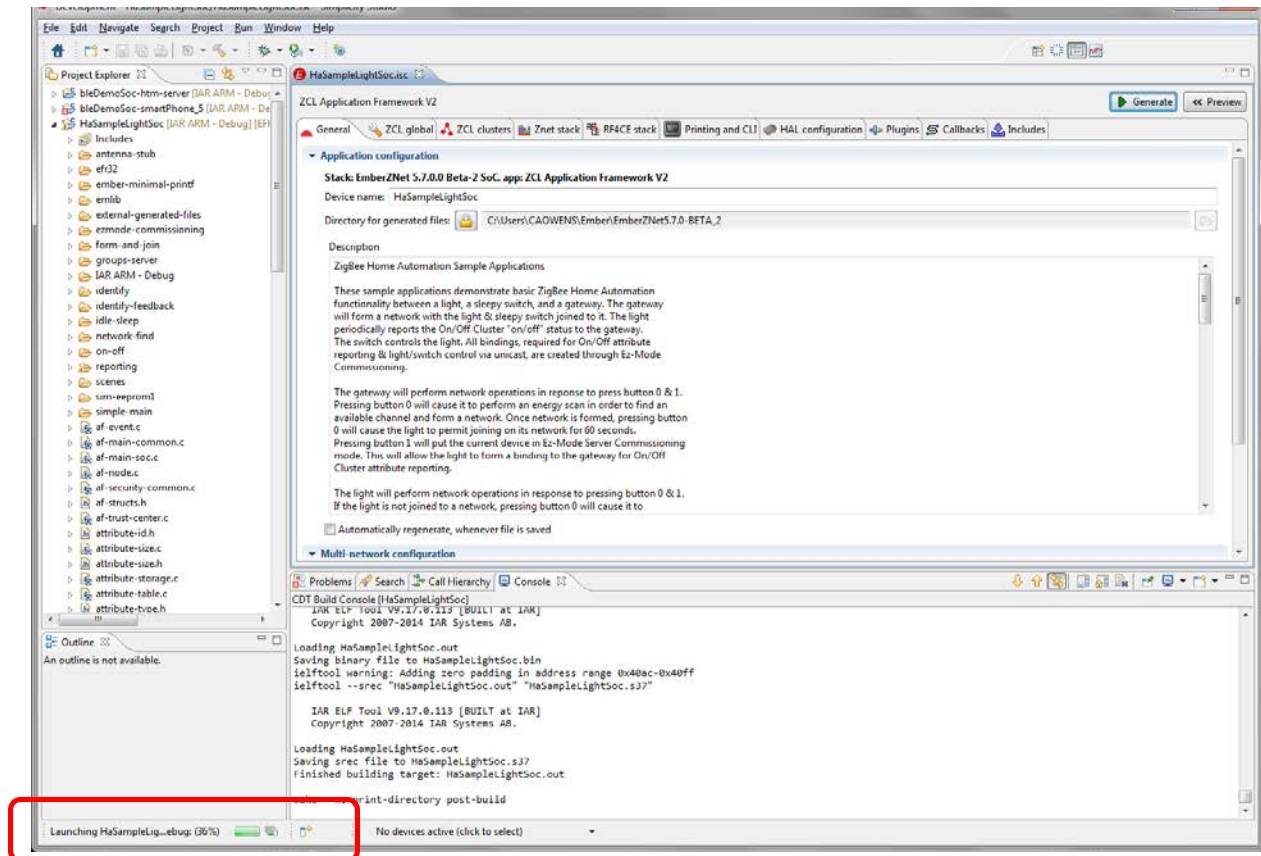 File Edit Navigate Search Project Run Window Help
Project Explorer
bleDemoSoc-htm-server [IAR ARM - Debug
bleDemoSoc-smartPhone_5 [IAR ARM - De
HaSampleLightSoc [IAR ARM - Debug] [EF
Includes
antenna-stub
efr32
ember-minimal-printf
emlib
external-generated-files
ezmode-commissioning
form-and-join
groups-server
IAR ARM - Debug
identify
identify-feedback
idle-sleep
network-find
on-off
reporting
scenes
sim-eeprom1
simple-main
af-event.c
af-main-common.c
af-main-soc.c
af-node.c
af-security-common.c
af-structs.h
af-trust-center.c
attribute-id.h
attribute-size.c
attribute-size.h
attribute-storage.c
attribute-table.c
attribute-type.h
Outline
An outline is not available.
HaSampleLightSoc.isc
ZCL Application Framework V2
Generate << Preview
General ZCL global ZCL clusters Znet stack RF4CE stack Printing and CLI HAL configuration Plugins Callbacks Includes
Application configuration
Stack: EmberZNet 5.7.0.0 Beta-2 SoC. app: ZCL Application Framework V2
Device name: HaSampleLightSoc
Directory for generated files: C:\Users\CAOWENS\Ember\EmberZNet5.7.0-BETA_2
Description
ZigBee Home Automation Sample Applications
These sample applications demonstrate basic ZigBee Home Automation
functionality between a light, a sleepy switch, and a gateway. The gateway
will form a network with the light & sleepy switch joined to it. The light
periodically reports the On/Off Cluster "on/off" status to the gateway.
The switch controls the light. All bindings, required for On/Off attribute
reporting & light/switch control via unicast, are created through Ez-Mode
Commissioning.
The gateway will perform network operations in reponse to press button 0 & 1.
Pressing button 0 will cause it to perform an energy scan in order to find an
available channel and form a network. Once network is formed, pressing button
0 will cause the light to permit joining on its network for 60 seconds.
Pressing button 1 will put the current device in Ez-Mode Server Commissioning
mode. This will allow the light to form a binding to the gateway for On/Off
Cluster attribute reporting.
The light will perform network operations in response to pressing button 0 & 1.
If the light is not joined to a network, pressing button 0 will cause it to
Automatically regenerate, whenever file is saved
Multi-network configuration
Problems Search Call Hierarchy Console
CDT Build Console [HaSampleLightSoc]
IAR ELF Tool V9.17.0.113 [BUILT at IAR]
Copyright 2007-2014 IAR Systems AB.
Loading HaSampleLightSoc.out
Saving binary file to HaSampleLightSoc.bin
ielftool warning: Adding zero padding in address range 0x40ac-0x40ff
ielftool --srec "HaSampleLightSoc.out" "HaSampleLightSoc.s37"
IAR ELF Tool V9.17.0.113 [BUILT at IAR]
Copyright 2007-2014 IAR Systems AB.
Loading HaSampleLightSoc.out
Saving srec file to HaSampleLightSoc.s37
Finished building target: HaSampleLightSoc.out
print-directory post-build
Launching HaSampleLig...ebug: (36%)
No devices active (click to select)